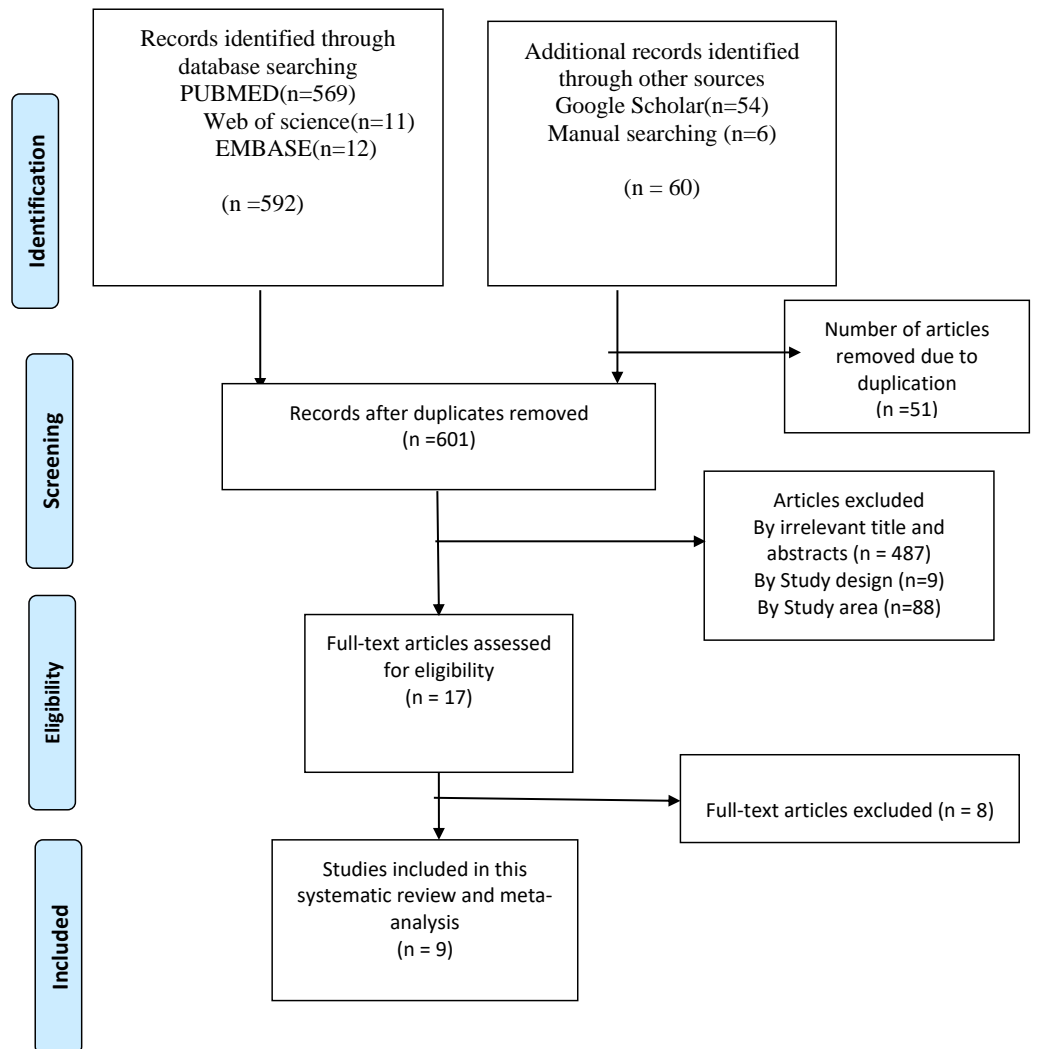 Identification
Records identified through
database searching
PUBMED(n=569)
Web of science(n=11)
EMBASE(n=12)
(n =592)
Additional records identified
through other sources
Google Scholar(n=54)
Manual searching (n=6)
(n = 60)
Number of articles
removed due to
duplication
(n =51)
Screening
Records after duplicates removed
(n =601)
Articles excluded
By irrelevant title and
abstracts (n = 487)
By Study design (n=9)
By Study area (n=88)
Eligibility
Full-text articles assessed
for eligibility
(n = 17)
Full-text articles excluded (n = 8)
Included
Studies included in this
systematic review and meta-
analysis
(n = 9)